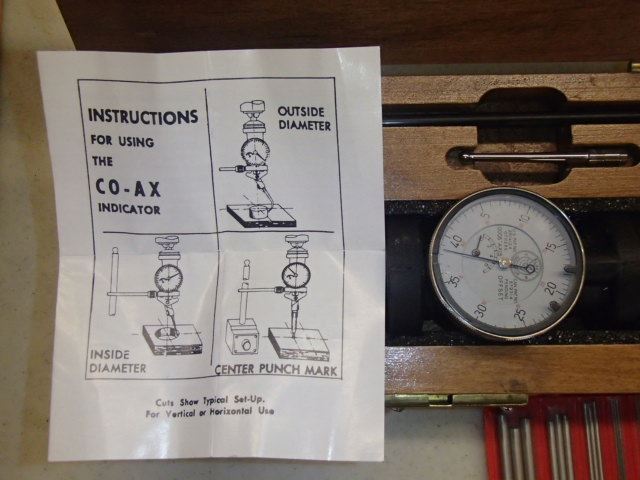 INSTRUCTIONS
FOR USING
THE
CO-AX
INDICATOR
OUTSIDE
DIAMETER
INSIDE
DIAMETER
CENTER PUNCH MARK
Cuts Show Typical Set-Up.
For Vertical or Horizontal Use
5
10
15
20
25
30
35
40
OFFSET